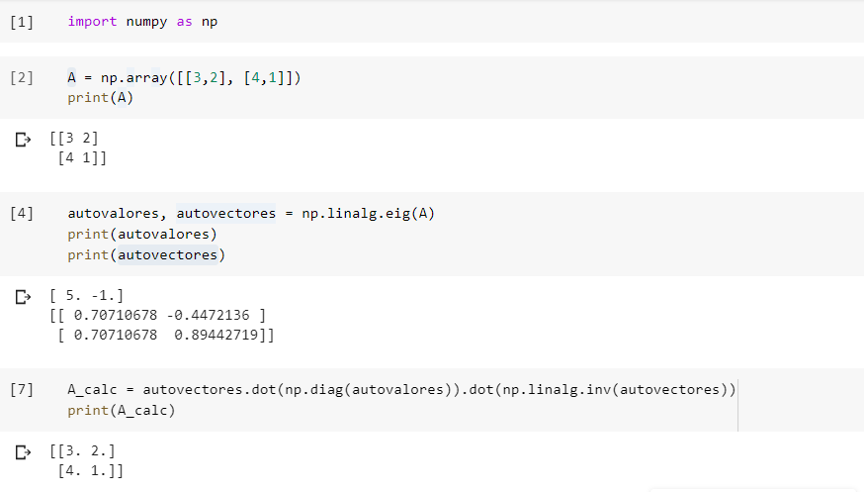 [1] import numpy as np
[2] A = np.array([[3,2], [4,1]])
print(A)
[[3 2]
[4 1]]
[4] autovalores, autovectores = np.linalg.eig(A)
print(autovalores)
print(autovectores)
[ 5. -1.]
[[ 0.70710678 -0.4472136 ]
[ 0.70710678  0.89442719]]
[7] A_calc = autovectores.dot(np.diag(autovalores)).dot(np.linalg.inv(autovectores))
print(A_calc)
[[3. 2.]
[4. 1.]]